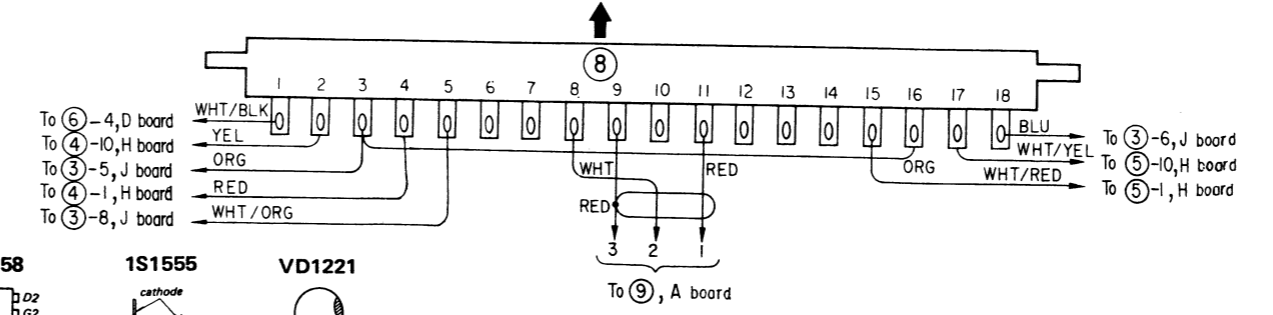 8
1 2 3 4 5 6 7 8 9 10 11 12 13 14 15 16 17 18
To 6-4, D board WHT/BLK
To 4-10, H board YEL
To 3-5, J board ORG
To 4-1, H board RED
To 3-8, J board WHT/ORG
BLU To 3-6, J board
WHT/YEL To 5-10, H board
ORG WHT/RED To 5-1, H board
WHT RED
RED
3 2 1
To 9, A board
58 1S1555 VD1221
cathode
D2
G2